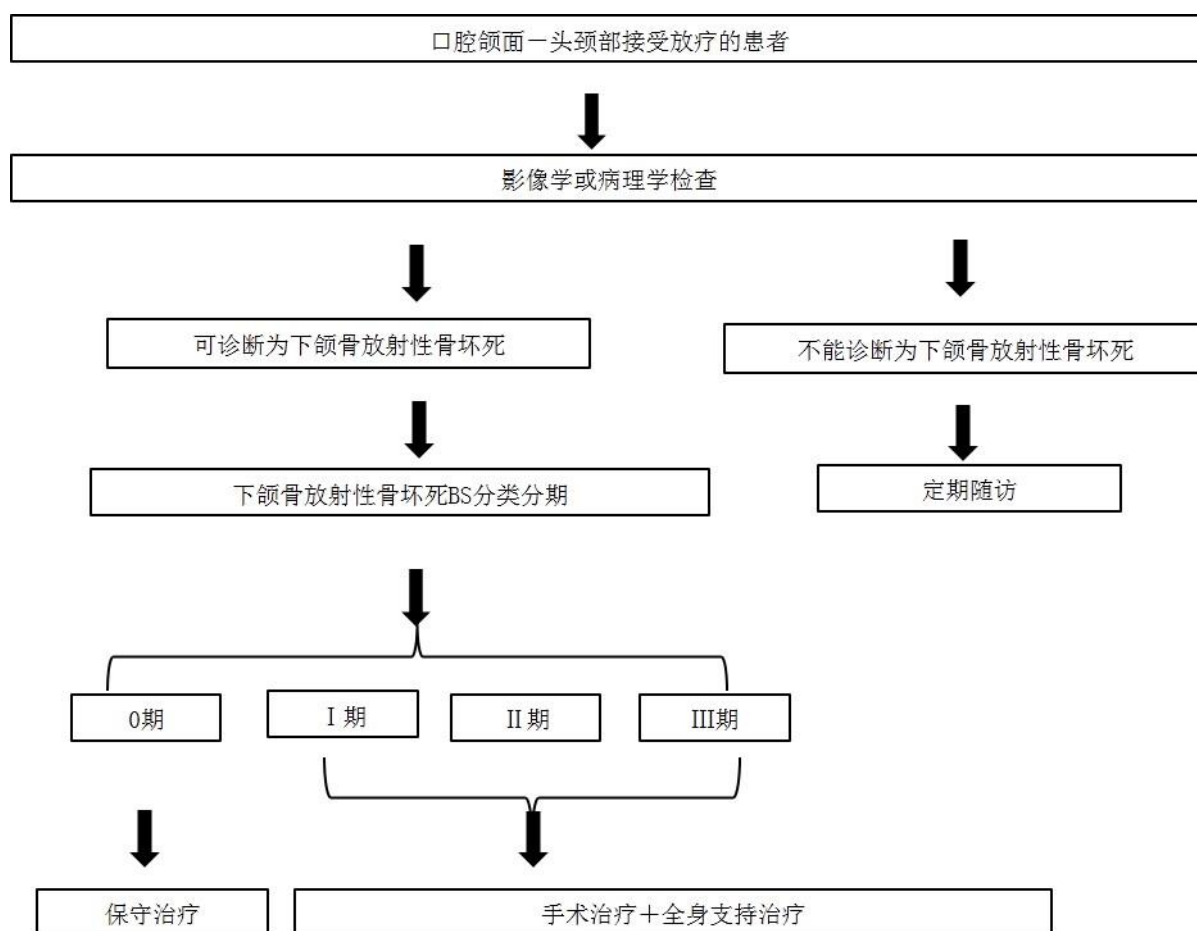 口腔颌面－头颈部接受放疗的患者
影像学或病理学检查
可诊断为下颌骨放射性骨坏死
不能诊断为下颌骨放射性骨坏死
下颌骨放射性骨坏死BS分类分期
定期随访
0期
Ⅰ期
Ⅱ期
Ⅲ期
保守治疗
手术治疗＋全身支持治疗